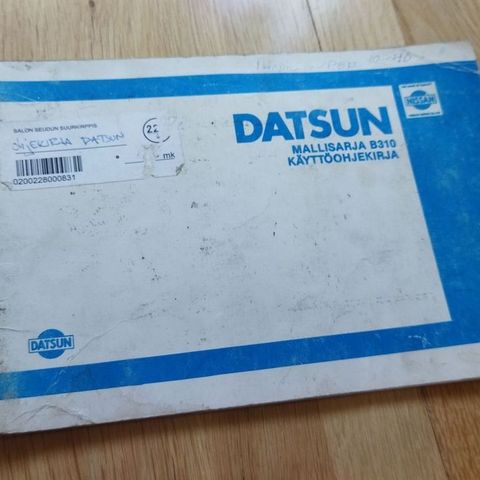 DATSUN
MALLISARJA B310
KÄYTTÖOHJEKIRJA
NISSAN
SALON SEUDUN SUURKIRPPIS
OHJEKIRJA DATSUN
22
mk
0200228000831
DATSUN